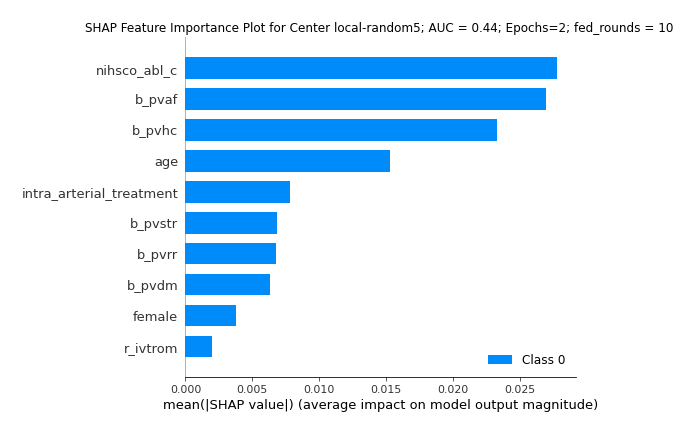 SHAP Feature Importance Plot for Center local-random5; AUC = 0.44; Epochs=2; fed_rounds = 10
nihsco_abl_c
b_pvaf
b_pvhc
age
intra_arterial_treatment
b_pvstr
b_pvrr
b_pvdm
female
r_ivtrom
Class 0
0.000 0.005 0.010 0.015 0.020 0.025
mean(|SHAP value|) (average impact on model output magnitude)